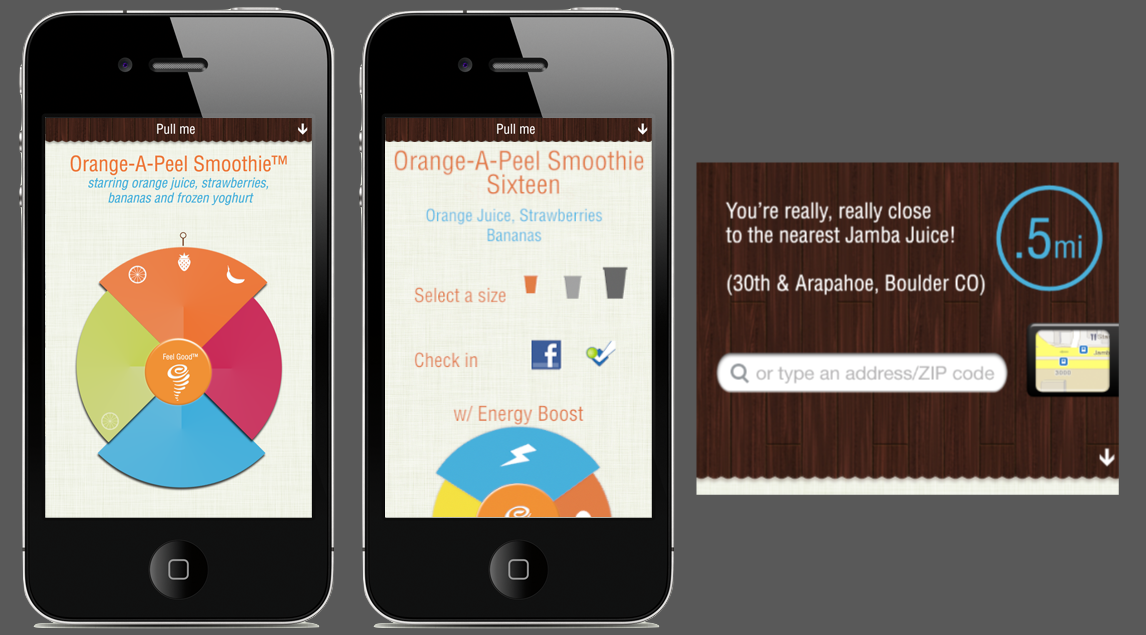 Pull me
Orange-A-Peel Smoothie™
starring orange juice, strawberries,
bananas and frozen yoghurt
Feel Good™
Pull me
Orange-A-Peel Smoothie
Sixteen
Orange Juice, Strawberries
Bananas
Select a size
Check in
f
w/ Energy Boost
You're really, really close
to the nearest Jamba Juice!
(30th & Arapahoe, Boulder CO)
.5mi
or type an address/ZIP code